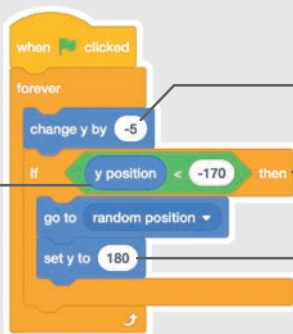 when clicked
forever
change y by -5
if y position < -170 then
go to random position
set y to 180